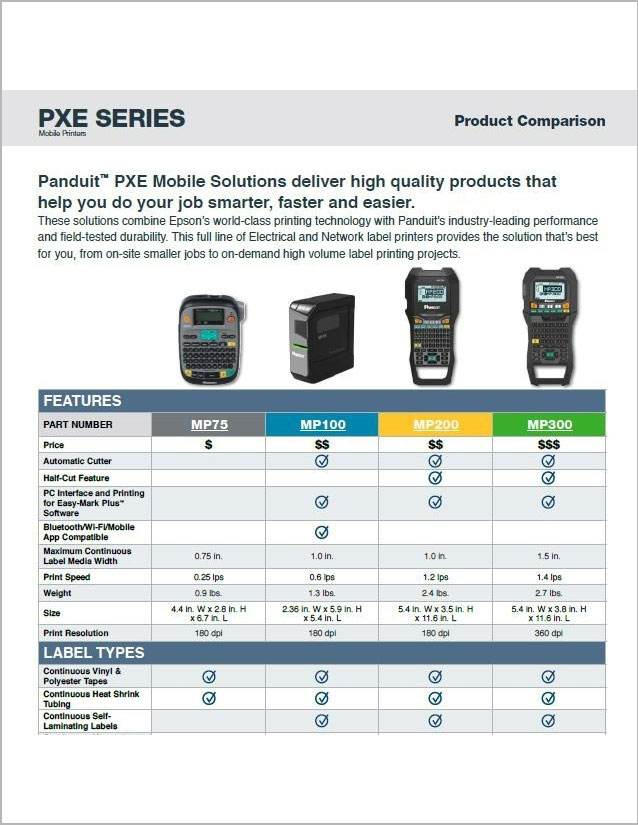 PXE SERIES
Mobile Printers
Product Comparison
Panduit™ PXE Mobile Solutions deliver high quality products that
help you do your job smarter, faster and easier.
These solutions combine Epson's world-class printing technology with Panduit's industry-leading performance
and field-tested durability. This full line of Electrical and Network label printers provides the solution that's best
for you, from on-site smaller jobs to on-demand high volume label printing projects.
FEATURES
PART NUMBER MP75 MP100 MP200 MP300
Price $ $$ $$ $$$
Automatic Cutter
Half-Cut Feature
PC Interface and Printing
for Easy-Mark Plus™
Software
Bluetooth/Wi-Fi/Mobile
App Compatible
Maximum Continuous
Label Media Width
0.75 in. 1.0 in. 1.0 in. 1.5 in.
Print Speed 0.25 ips 0.6 ips 1.2 ips 1.4 ips
Weight 0.9 lbs. 1.3 lbs. 2.4 lbs. 2.7 lbs.
Size
4.4 in. W x 2.8 in. H 2.36 in. W x 5.9 in. H 5.4 in. W x 3.5 in. H 5.4 in. W x 3.8 in. H
x 6.7 in. L x 5.4 in. L x 11.6 in. L x 11.6 in. L
Print Resolution 180 dpi 180 dpi 180 dpi 360 dpi
LABEL TYPES
Continuous Vinyl &
Polyester Tapes
Continuous Heat Shrink
Tubing
Continuous Self-
Laminating Labels